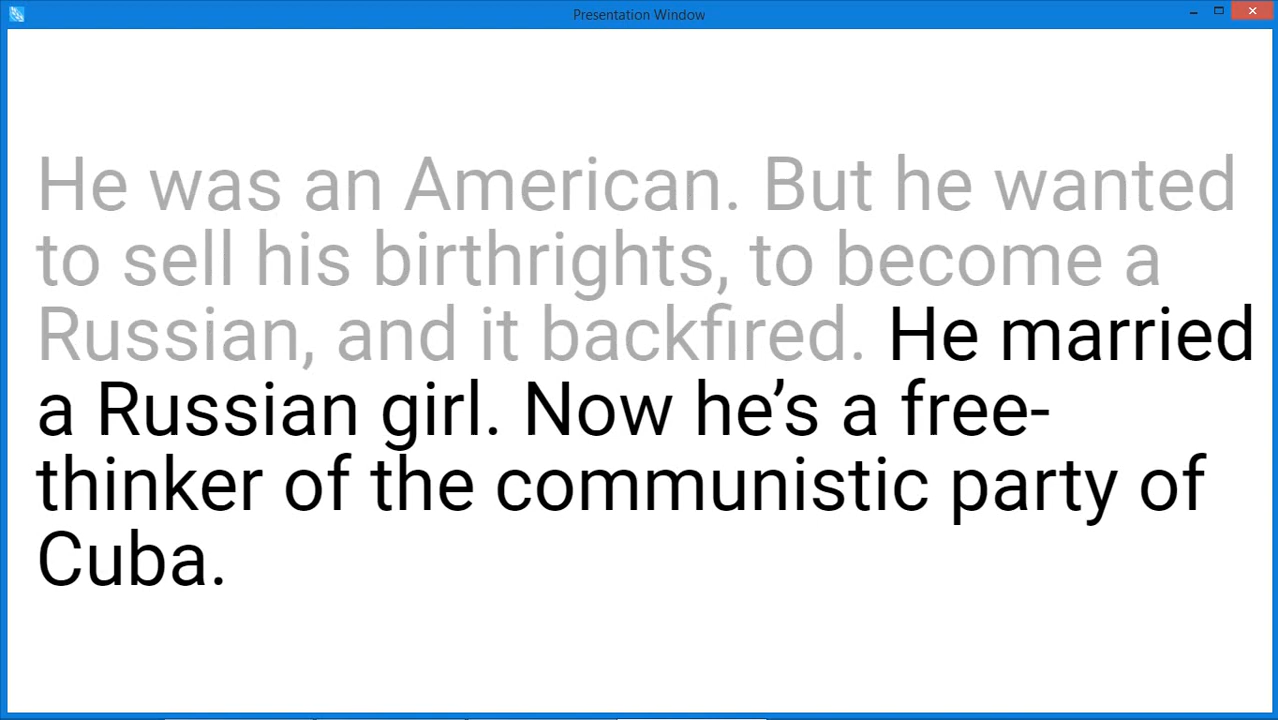 Presentation Window
He was an American. But he wanted
to sell his birthrights, to become a
Russian, and it backfired. He married
a Russian girl. Now he’s a free-
thinker of the communistic party of
Cuba.